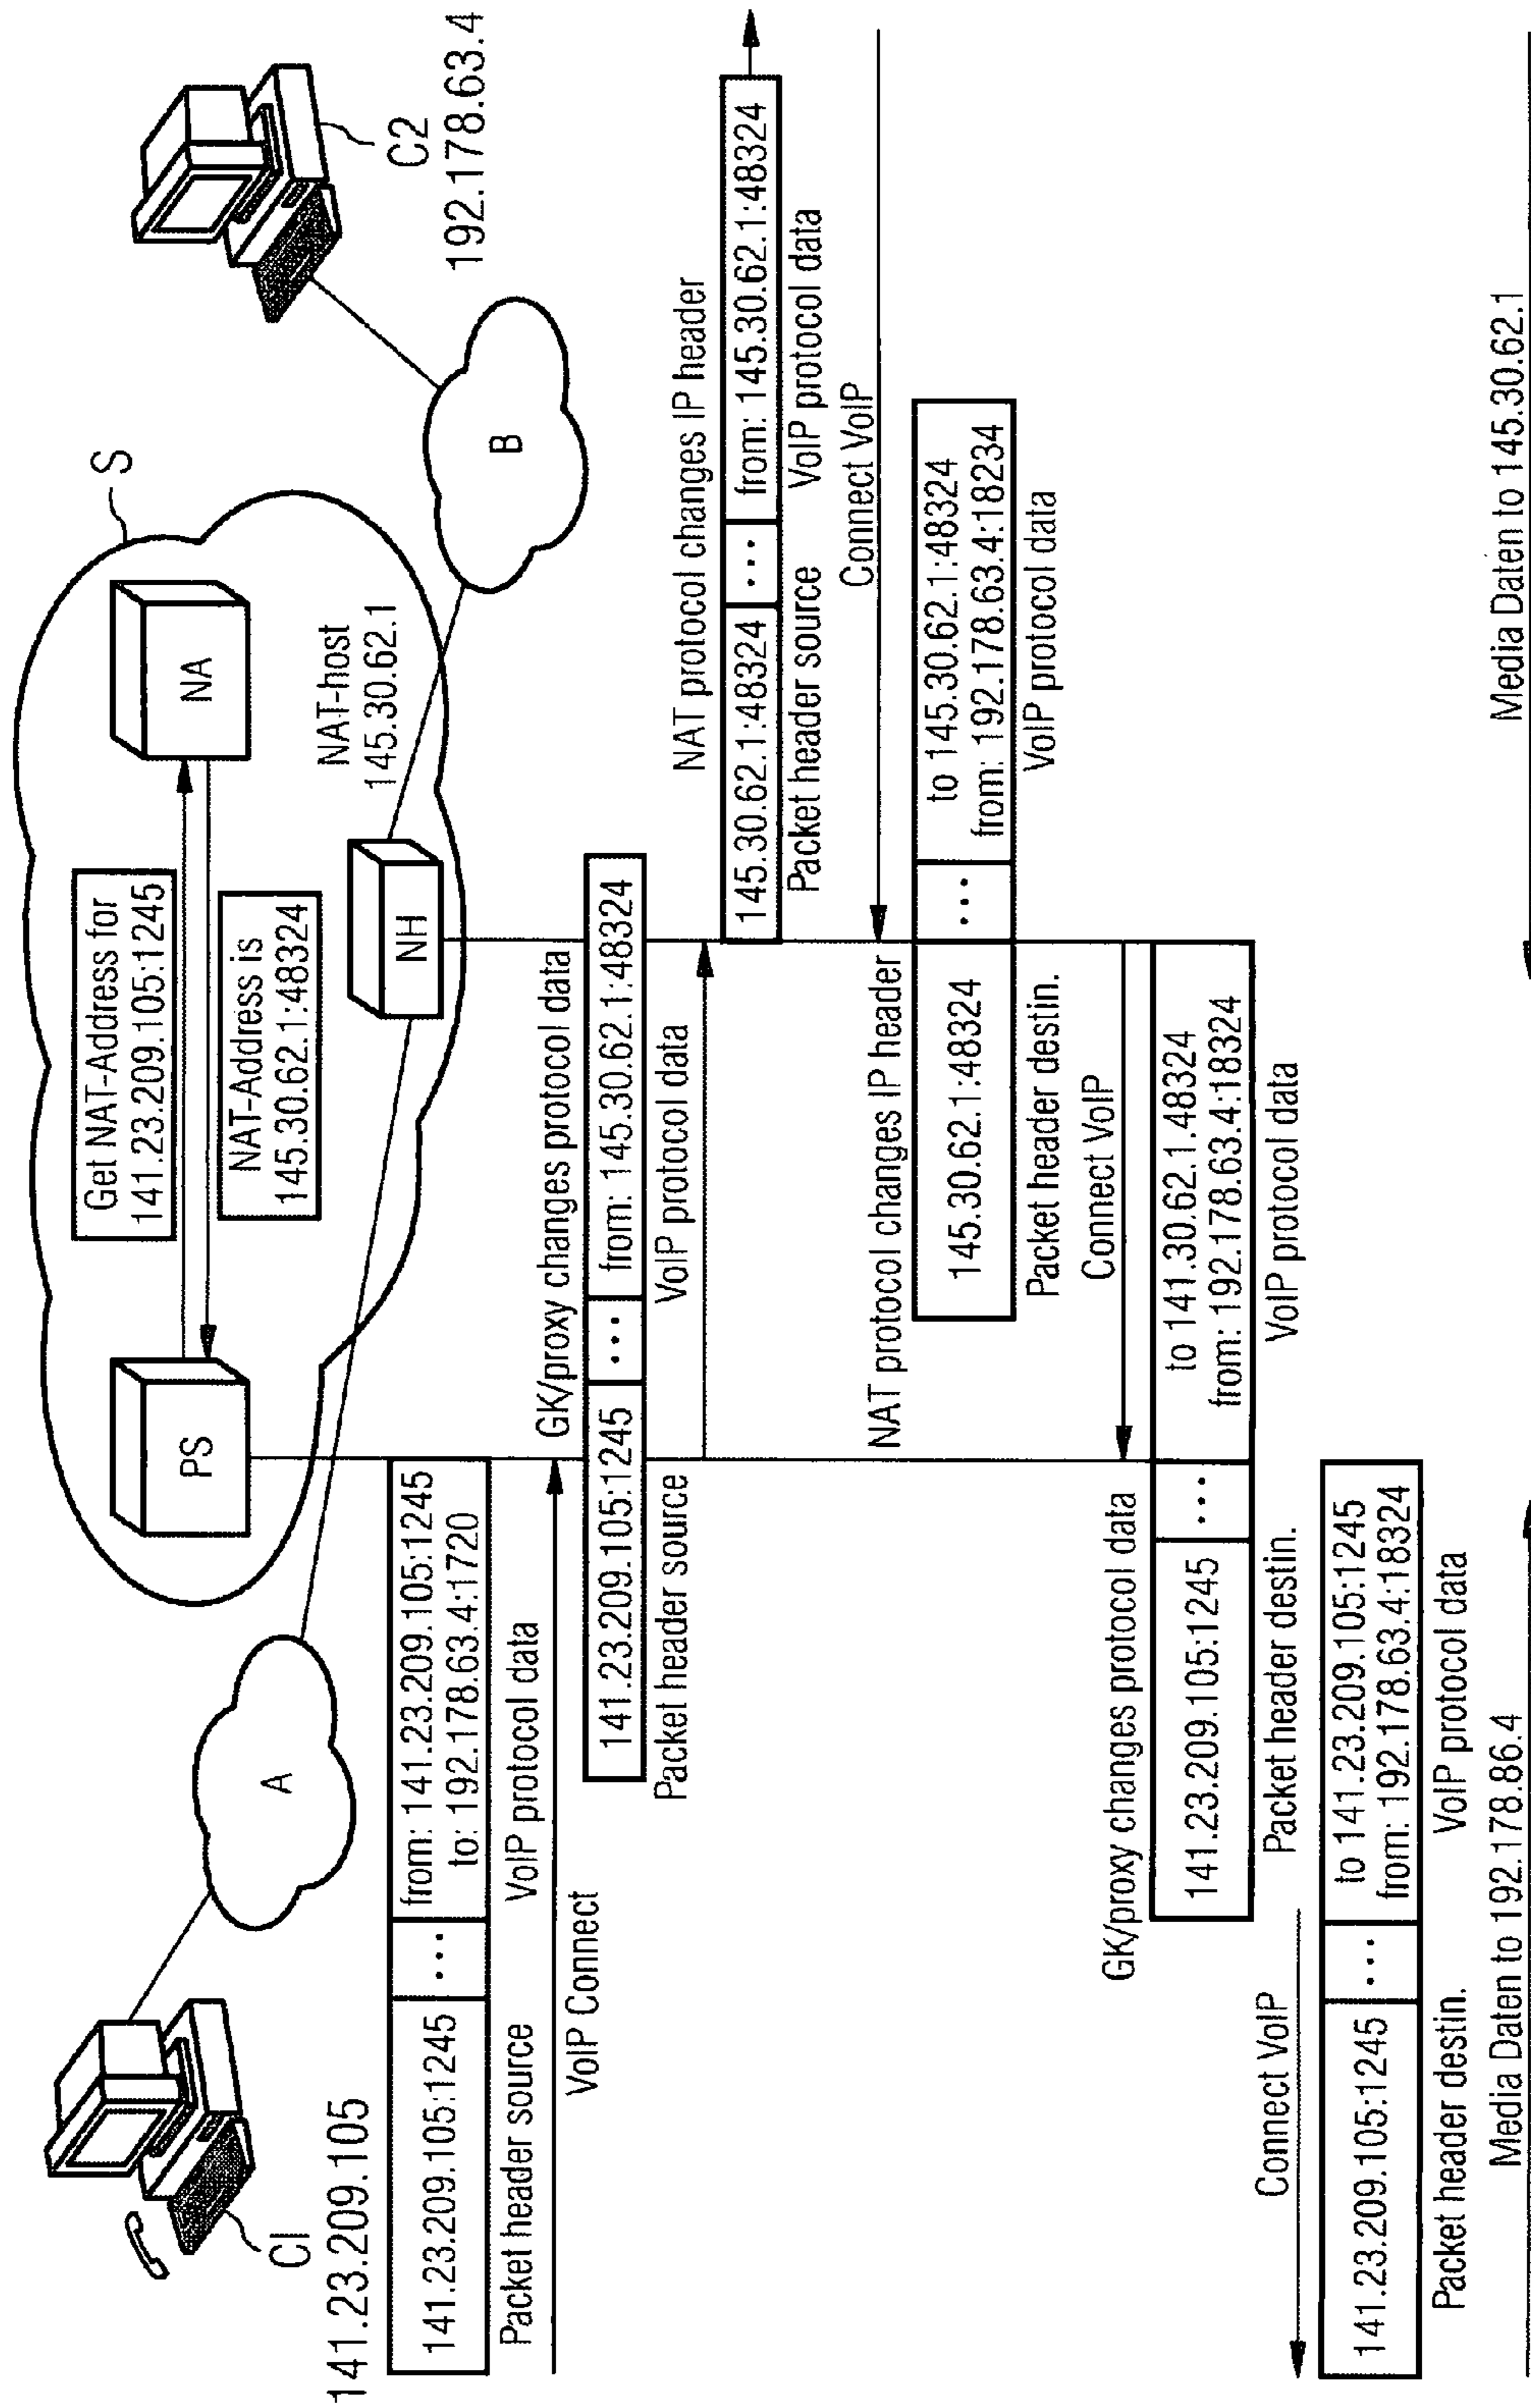 S
PS
Get NAT-Address for
141.23.209.105:1245
NAT-Address is
145.30.62.1:48324
NA
NH
NAT-host
145.30.62.1
A
B
CI
141.23.209.105
C2
192.178.63.4
141.23.209.105:1245
...
from: 141.23.209.105:1245
to: 192.178.63.4:1720
Packet header source
VoIP protocol data
VoIP Connect
GK/proxy changes protocol data
141.23.209.105:1245
...
from: 145.30.62.1:48324
Packet header source
VoIP protocol data
NAT protocol changes IP header
145.30.62.1:48324
...
from: 145.30.62.1:48324
Packet header source
VoIP protocol data
Connect VoIP
NAT protocol changes IP header
145.30.62.1:48324
...
to 145.30.62.1:48324
from: 192.178.63.4:18234
Packet header destin.
VoIP protocol data
Connect VoIP
GK/proxy changes protocol data
141.23.209.105:1245
...
to 141.30.62.1.48324
from: 192.178.63.4:18324
Packet header destin.
VoIP protocol data
Connect VoIP
141.23.209.105:1245
...
to 141.23.209.105:1245
from: 192.178.63.4:18324
Packet header destin.
VoIP protocol data
Media Daten to 192.178.86.4
Media Daten to 145.30.62.1